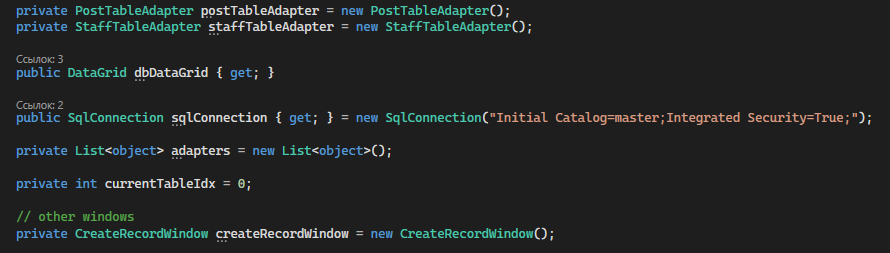 private PostTableAdapter postTableAdapter = new PostTableAdapter();
private StaffTableAdapter staffTableAdapter = new StaffTableAdapter();
Ссылок: 3
public DataGrid dbDataGrid { get; }
Ссылок: 2
public SqlConnection sqlConnection { get; } = new SqlConnection("Initial Catalog=master;Integrated Security=True;");
private List<object> adapters = new List<object>();
private int currentTableIdx = 0;
// other windows
private CreateRecordWindow createRecordWindow = new CreateRecordWindow();